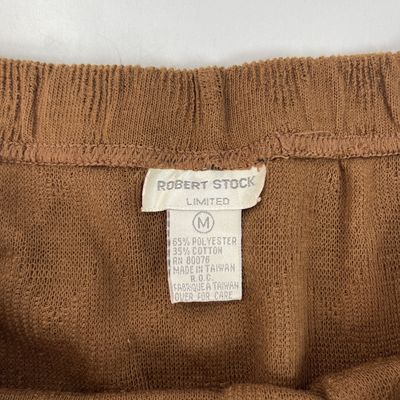 ROBERT STOCK
LIMITED
M
65% POLYESTER
35% COTTON
RN 80076
MADE IN TAIWAN
R.O.C.
FABRIQUE A TAIWAN
OVER FOR CARE